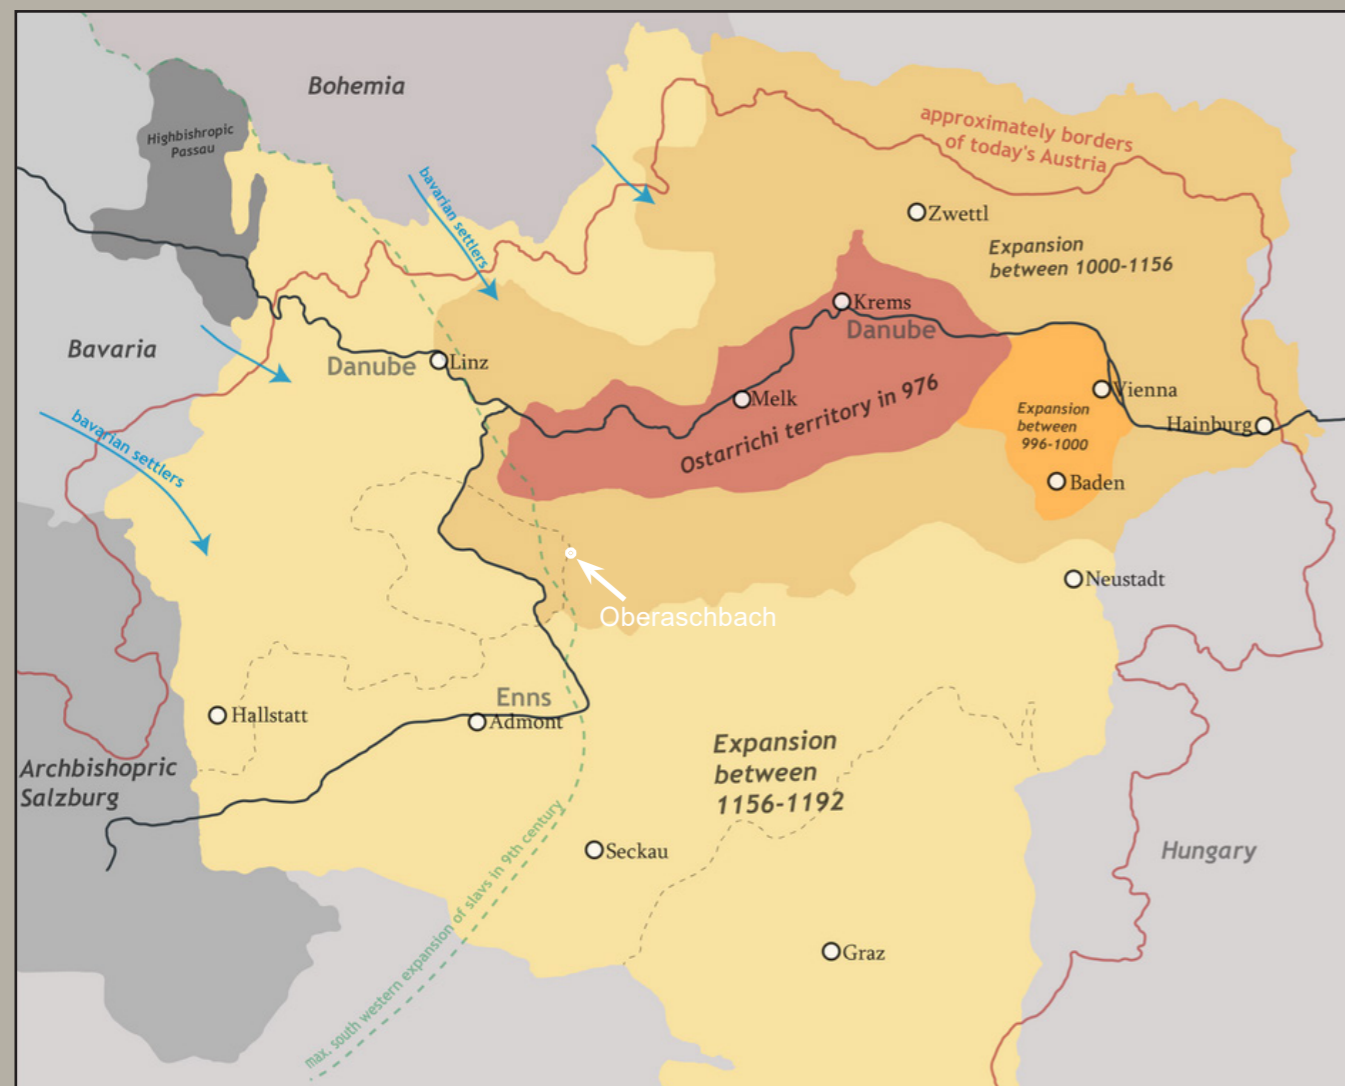 Bohemia
Highbishropic
Passau
approximately borders
of today's Austria
bavarian settlers
Zwettl
Expansion
between 1000-1156
Krems
Danube
Bavaria
Danube
Linz
Melk
Vienna
Ostarrichi territory in 976
Expansion
between
996-1000
Hainburg
bavarian settlers
Baden
Oberaschbach
Neustadt
Enns
Hallstatt
Admont
Archbishopric
Salzburg
Expansion
between
1156-1192
Seckau
Hungary
max, south western expansion of slavs in 9th century
Graz